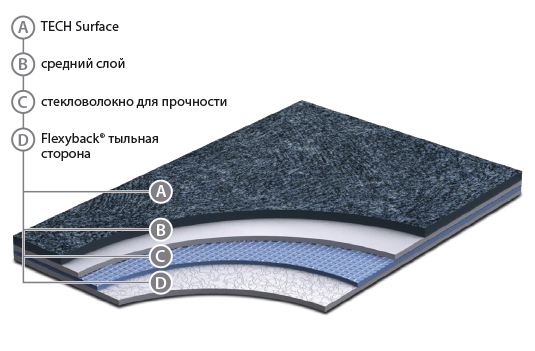 A TECH Surface
B средний слой
C стекловолокно для прочности
D Flexyback® тыльная
сторона
A
B
C
D